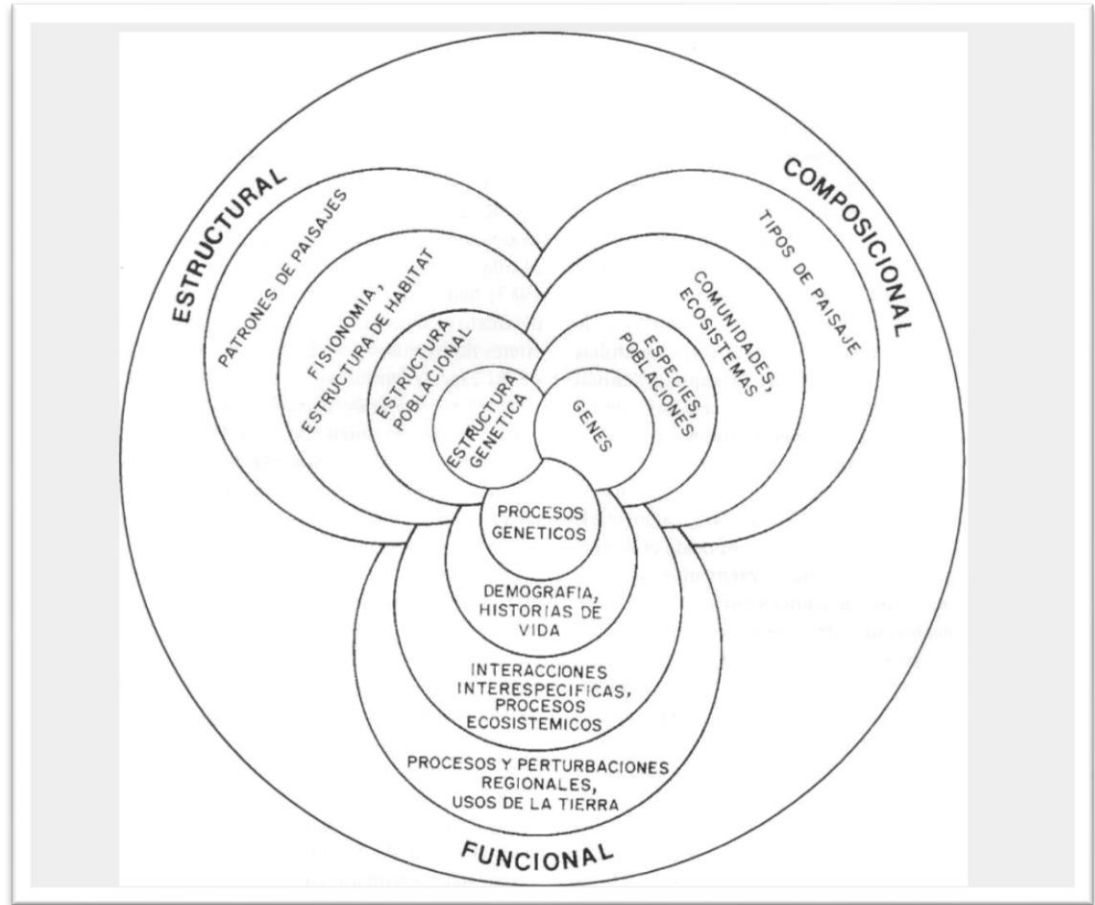 ESTRUCTURAL
PATRONES DE PAISAJES
FISIONOMIA,
ESTRUCTURA DE HABITAT
ESTRUCTURA
POBLACIONAL
ESTRUCTURA
GENETICA
COMPOSICIONAL
TIPOS DE PAISAJE
COMUNIDADES,
ECOSISTEMAS
ESPECIES,
POBLACIONES
GENES
PROCESOS
GENETICOS
DEMOGRAFIA,
HISTORIAS DE
VIDA
INTERACCIONES
INTERESPECIFICAS,
PROCESOS
ECOSISTEMICOS
PROCESOS Y PERTURBACIONES
REGIONALES,
USOS DE LA TIERRA
FUNCIONAL